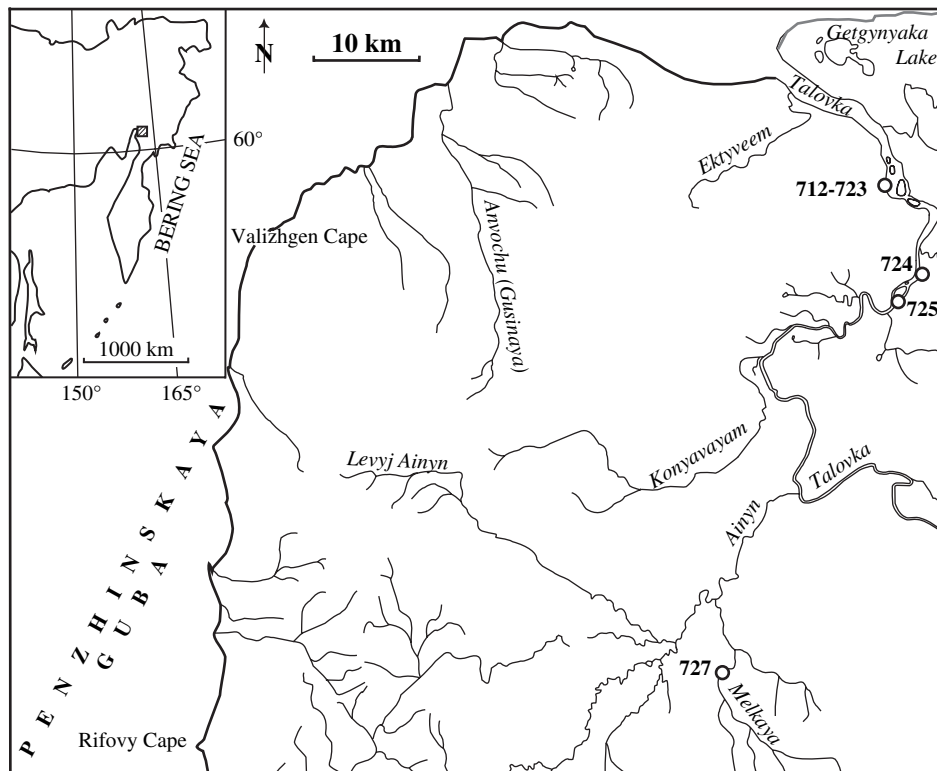 N
10 km
Getgynyaka
Lake
Talovka
60°
Ektyveem
712-723
BERING SEA
Anvochu (Gusinaya)
Valizhgen Cape
724
725
1000 km
150°
165°
Levyj Ainyn
Konyavayam
Talovka
Ainyn
PENZHINSKAYA
GUBA
727
Melkaya
Rifovy Cape